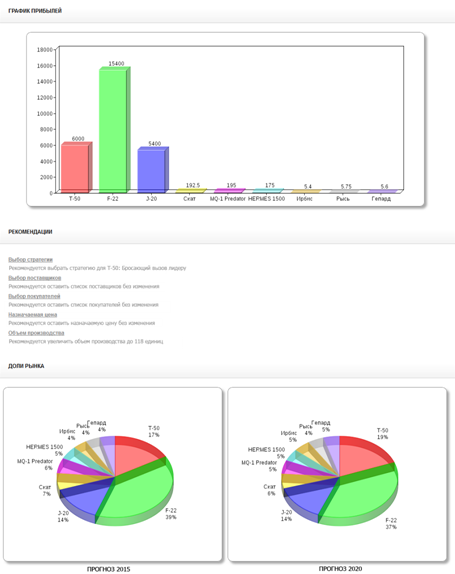 ГРАФИК ПРИБЫЛЕЙ
18000
16000
14000
12000
10000
8000
6000
4000
2000
0
6000
15400
5400
192.5
195
175
5.4
5.75
5.6
T-50
F-22
J-20
Скат
MQ-1 Predator
HERMES 1500
Ирбис
Рысь
Гепард
РЕКОМЕНДАЦИИ
Выбор стратегии
Рекомендуется выбрать стратегию для Т-50: Бросающий вызов лидеру
Выбор поставщиков
Рекомендуется оставить список поставщиков без изменения
Выбор покупателей
Рекомендуется оставить список покупателей без изменения
Назначаемая цена
Рекомендуется оставить назначаемую цену без изменения
Объем производства
Рекомендуется увеличить объем производства до 118 единиц
ДОЛИ РЫНКА
T-50
17%
F-22
39%
J-20
14%
Скат
7%
MQ-1 Predator
6%
HERMES 1500
5%
Ирбис
4%
Рысь
4%
Гепард
4%
ПРОГНОЗ 2015
T-50
19%
F-22
37%
J-20
14%
Скат
6%
MQ-1 Predator
5%
HERMES 1500
5%
Ирбис
5%
Рысь
4%
Гепард
5%
ПРОГНОЗ 2020